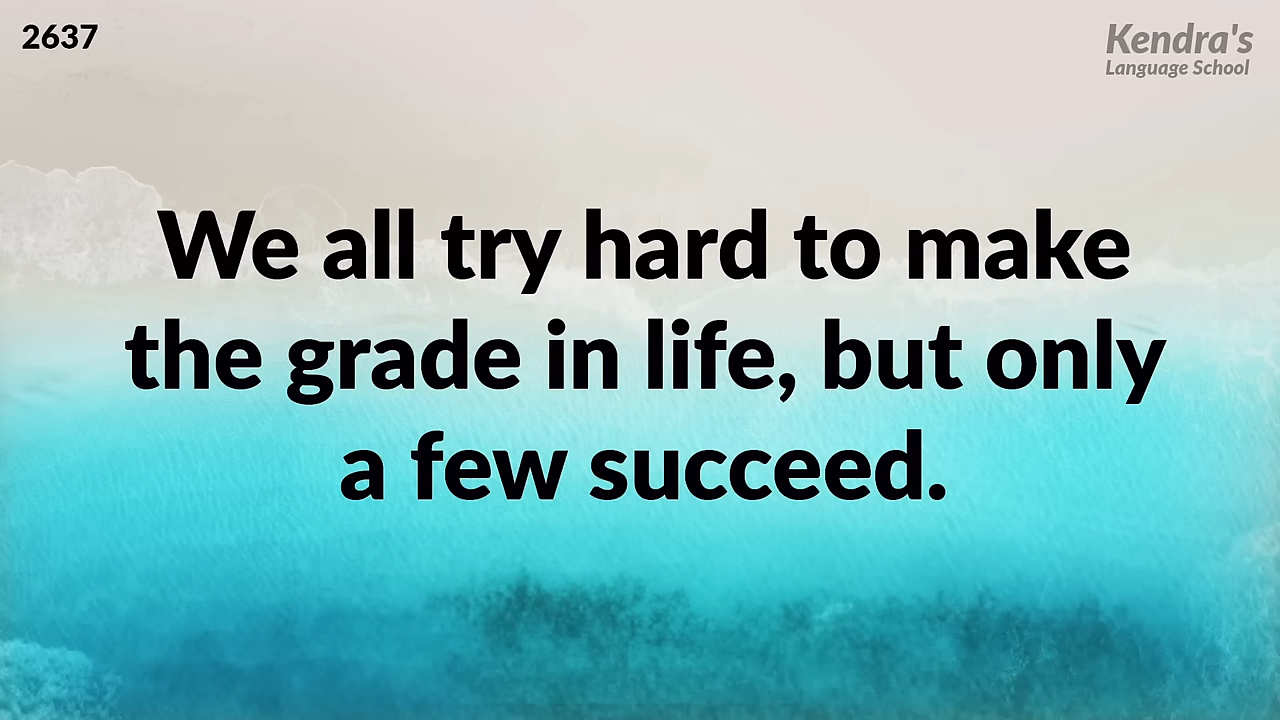 2637
Kendra's
Language School
We all try hard to make
the grade in life, but only
a few succeed.